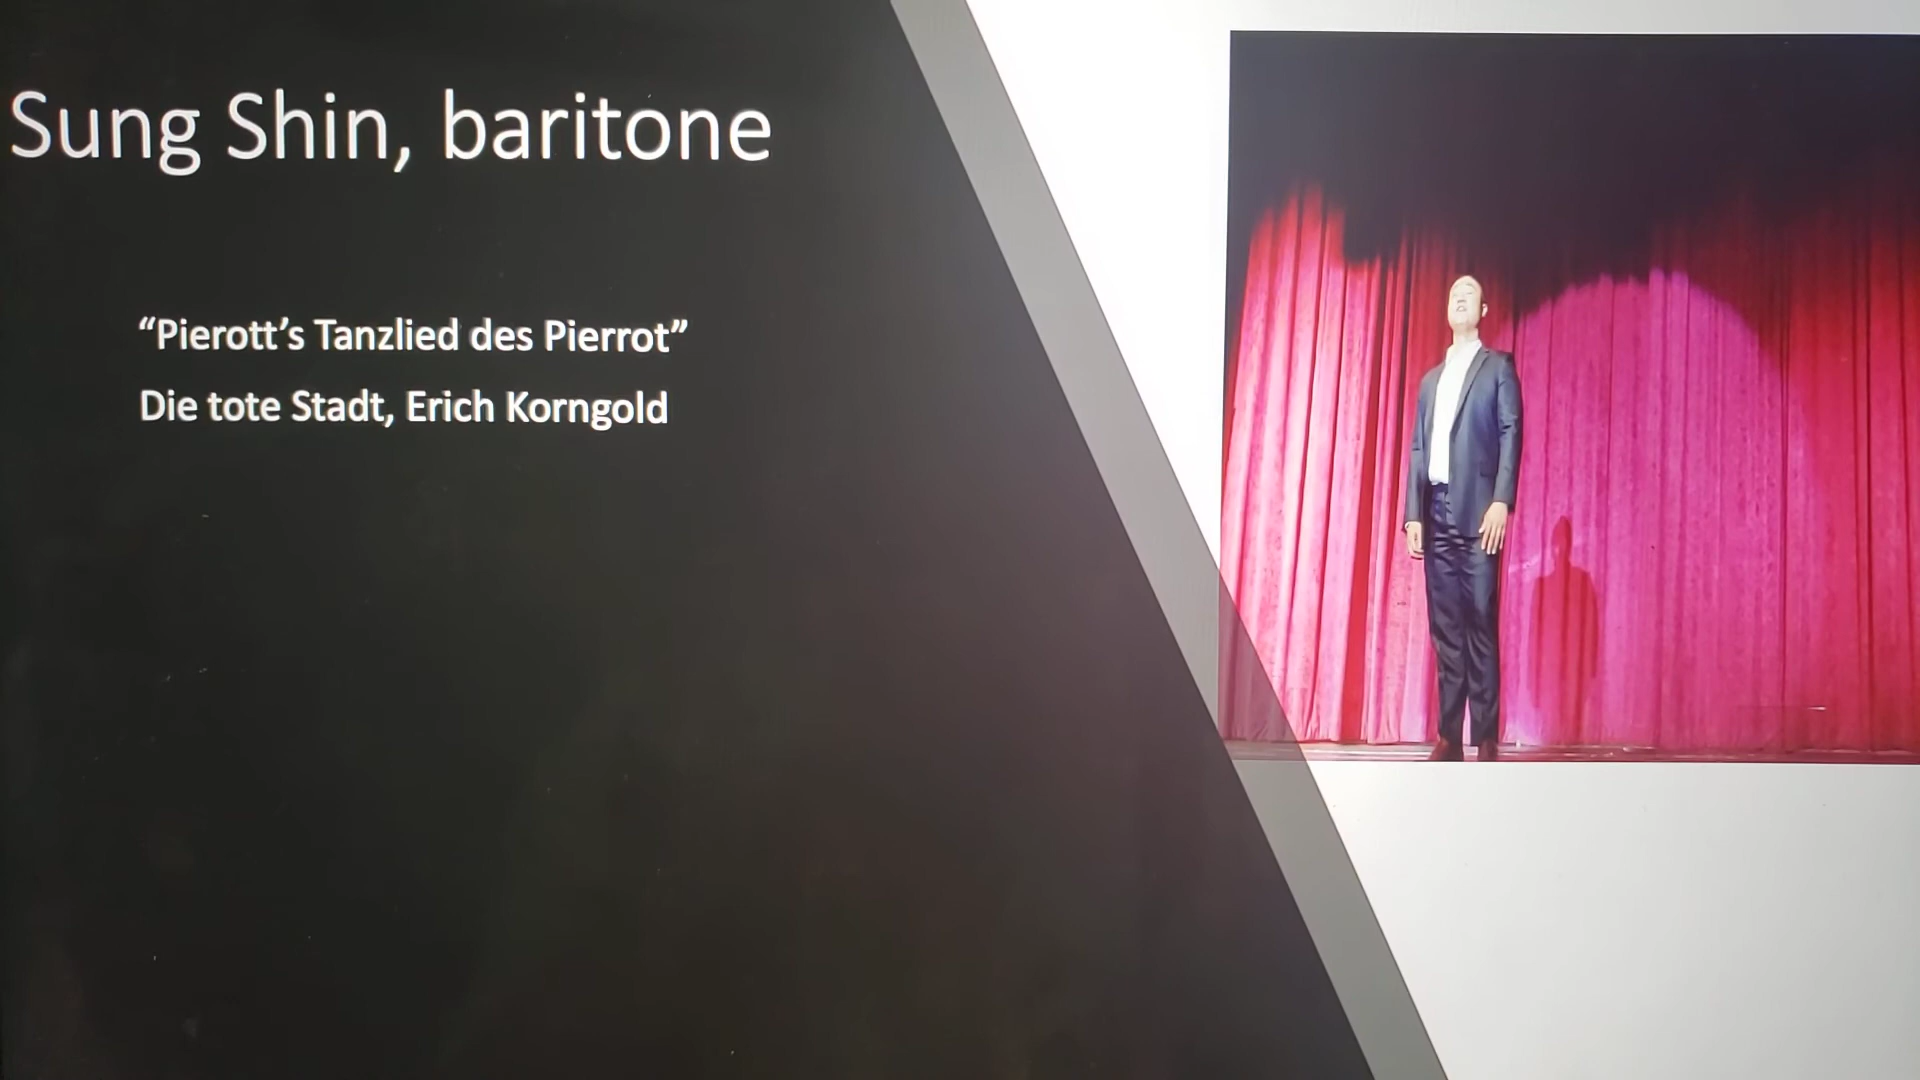 Sung Shin, baritone
“Pierott’s Tanzlied des Pierrot”
Die tote Stadt, Erich Korngold